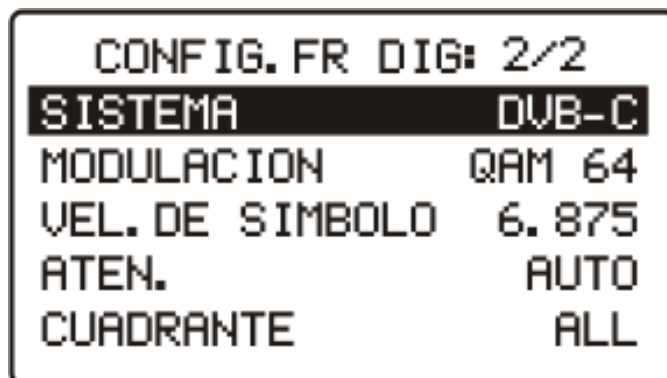 CONFIG.FR DIG: 2/2
SISTEMA DVB-C
MODULACION QAM 64
VEL.DE SIMBOLO 6.875
ATEN. AUTO
CUADRANTE ALL